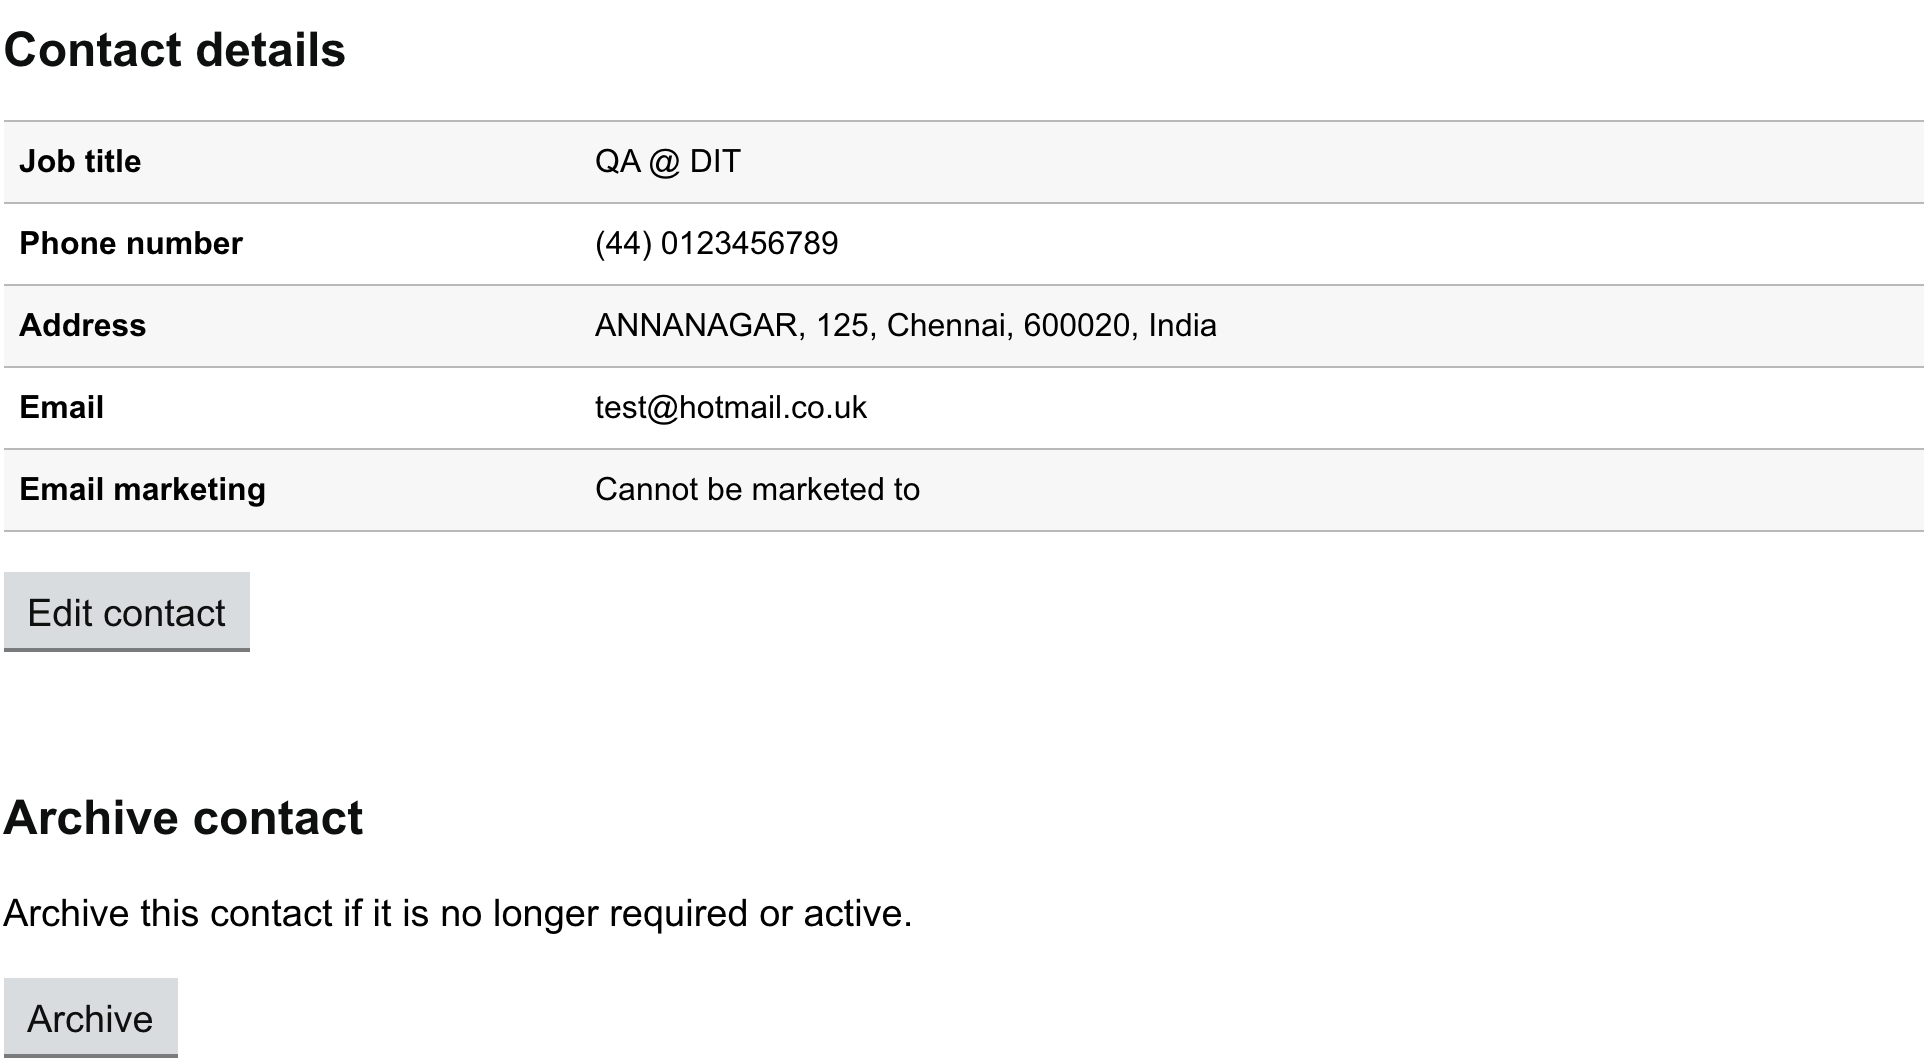 Contact details
Job title QA @ DIT
Phone number (44) 0123456789
Address ANNANAGAR, 125, Chennai, 600020, India
Email test@hotmail.co.uk
Email marketing Cannot be marketed to
Edit contact
Archive contact
Archive this contact if it is no longer required or active.
Archive